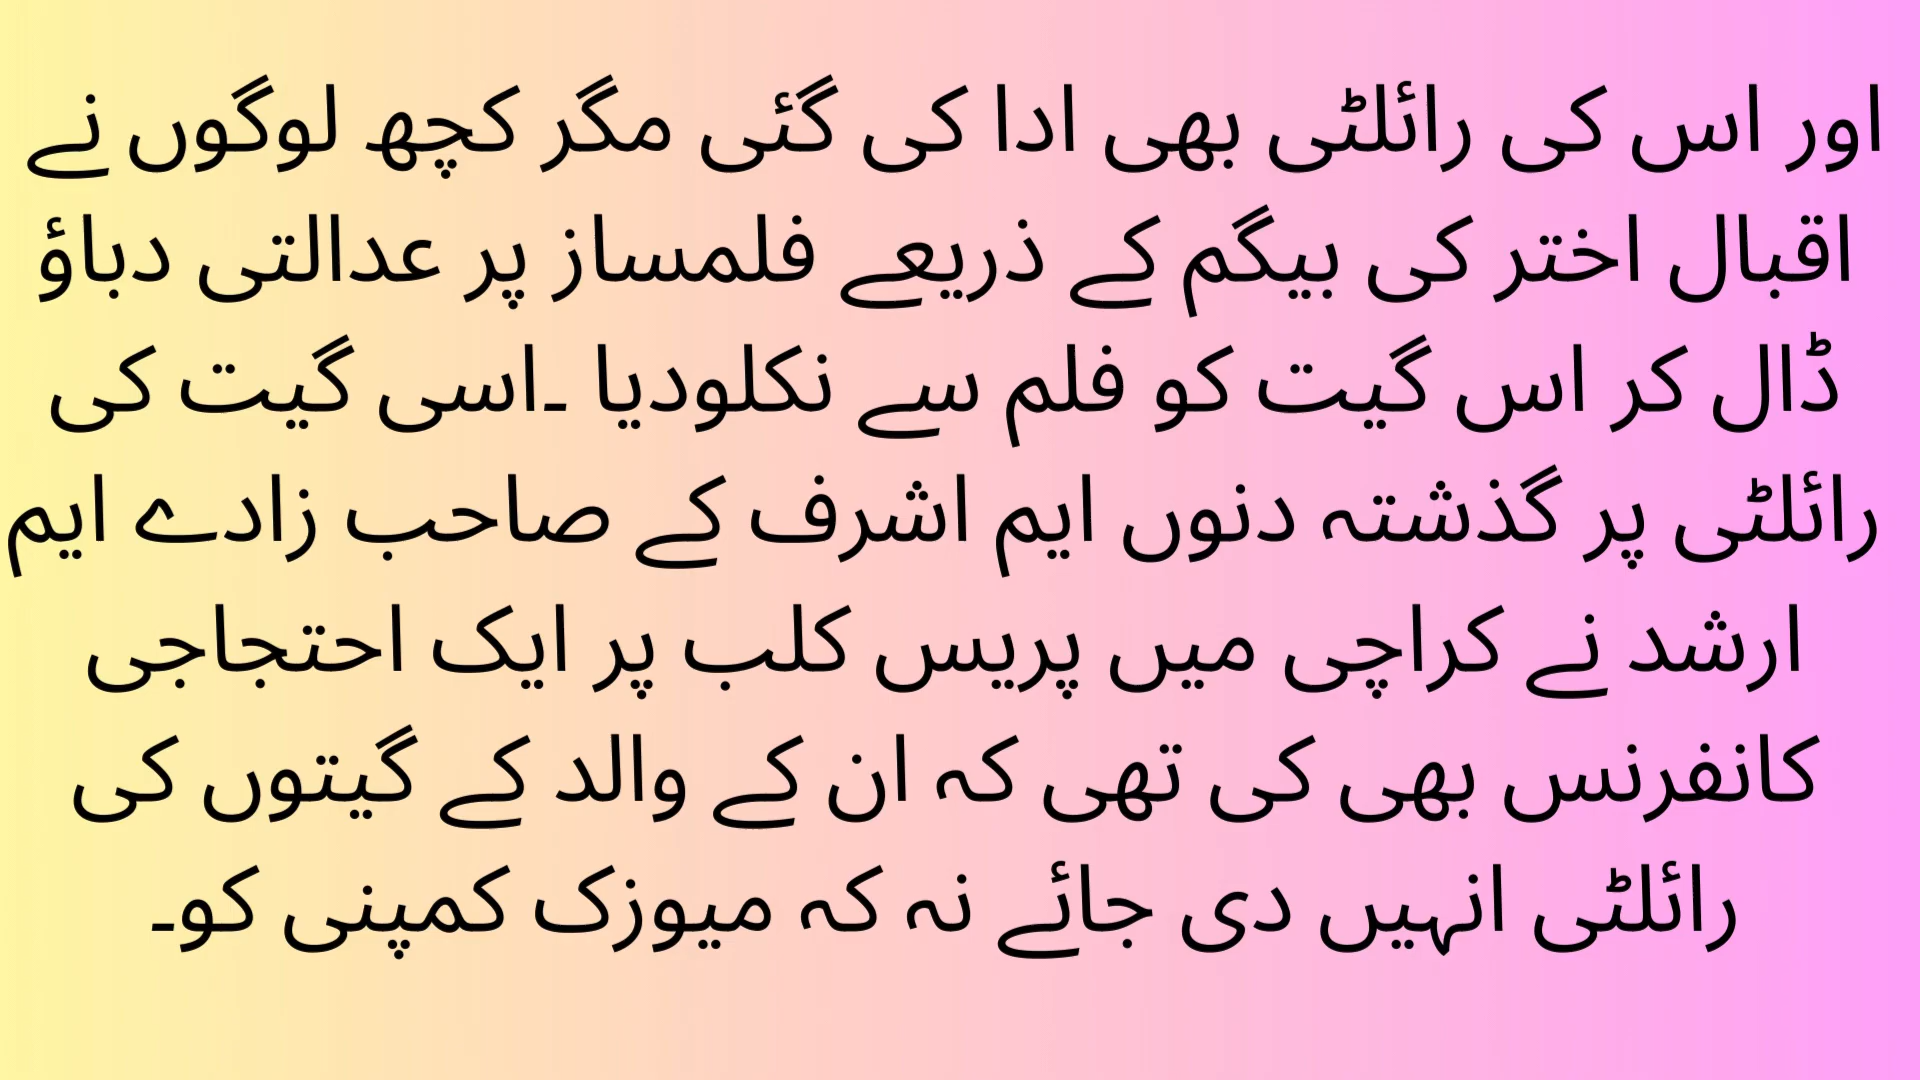 اور اس کی رائلٹی بھی ادا کی گئی مگر کچھ لوگوں نے
اقبال اختر کی بیگم کے ذریعے فلمساز پر عدالتی دباؤ
ڈال کر اس گیت کو فلم سے نکلودیا ۔اسی گیت کی
رائلٹی پر گذشتہ دنوں ایم اشرف کے صاحب زادے ایم
ارشد نے کراچی میں پریس کلب پر ایک احتجاجی
کانفرنس بھی کی تھی کہ ان کے والد کے گیتوں کی
رائلٹی انہیں دی جائے نہ کہ میوزک کمپنی کو۔